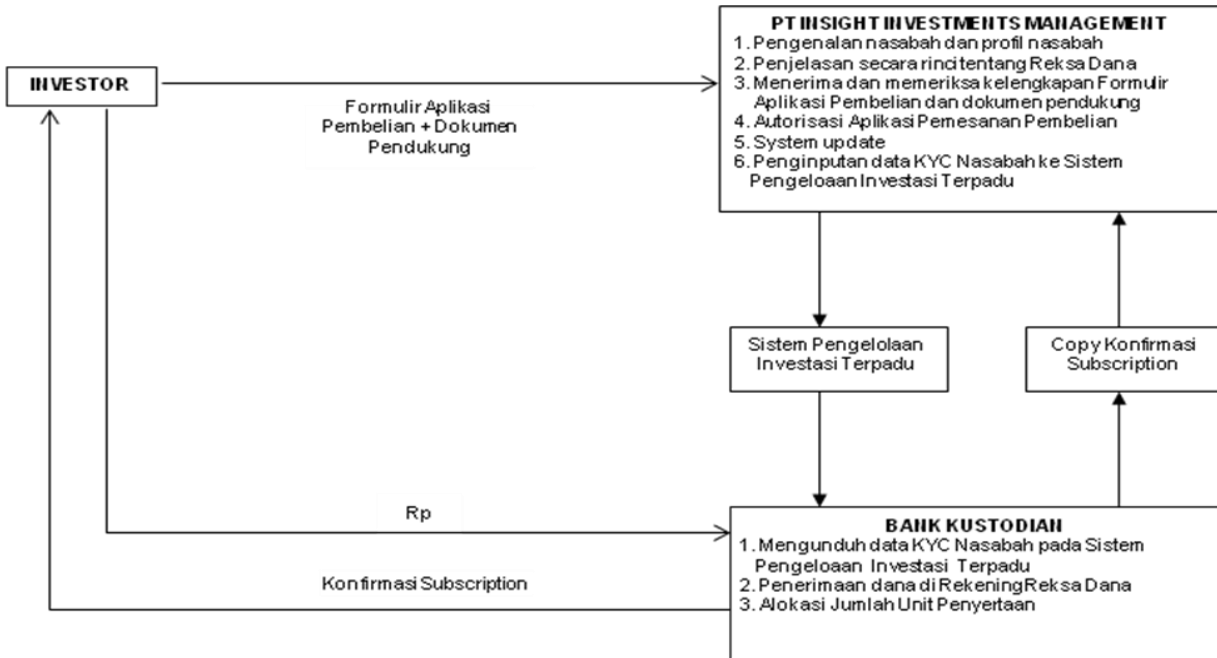 PT INSIGHT INVESTMENTS MANAGEMENT
1. Pengenalan nasabah dan profil nasabah
2. Penjelasan secara rinci tentang Reksa Dana
3. Menerima dan memeriksa kelengkapan Formulir
Aplikasi Pembelian dan dokumen pendukung
4. Autorisasi Aplikasi Pemesanan Pembelian
5. System update
6. Penginputan data KYC Nasabah ke Sistem
Pengeloaan Investasi Terpadu
INVESTOR
Formulir Aplikasi
Pembelian + Dokumen
Pendukung
Sistem Pengelolaan
Investasi Terpadu
Copy Konfirmasi
Subscription
Rp
Konfirmasi Subscription
BANK KUSTODIAN
1. Mengunduh data KYC Nasabah pada Sistem
Pengeloaan Investasi Terpadu
2. Penerimaan dana di Rekening Reksa Dana
3. Alokasi Jumlah Unit Penyertaan